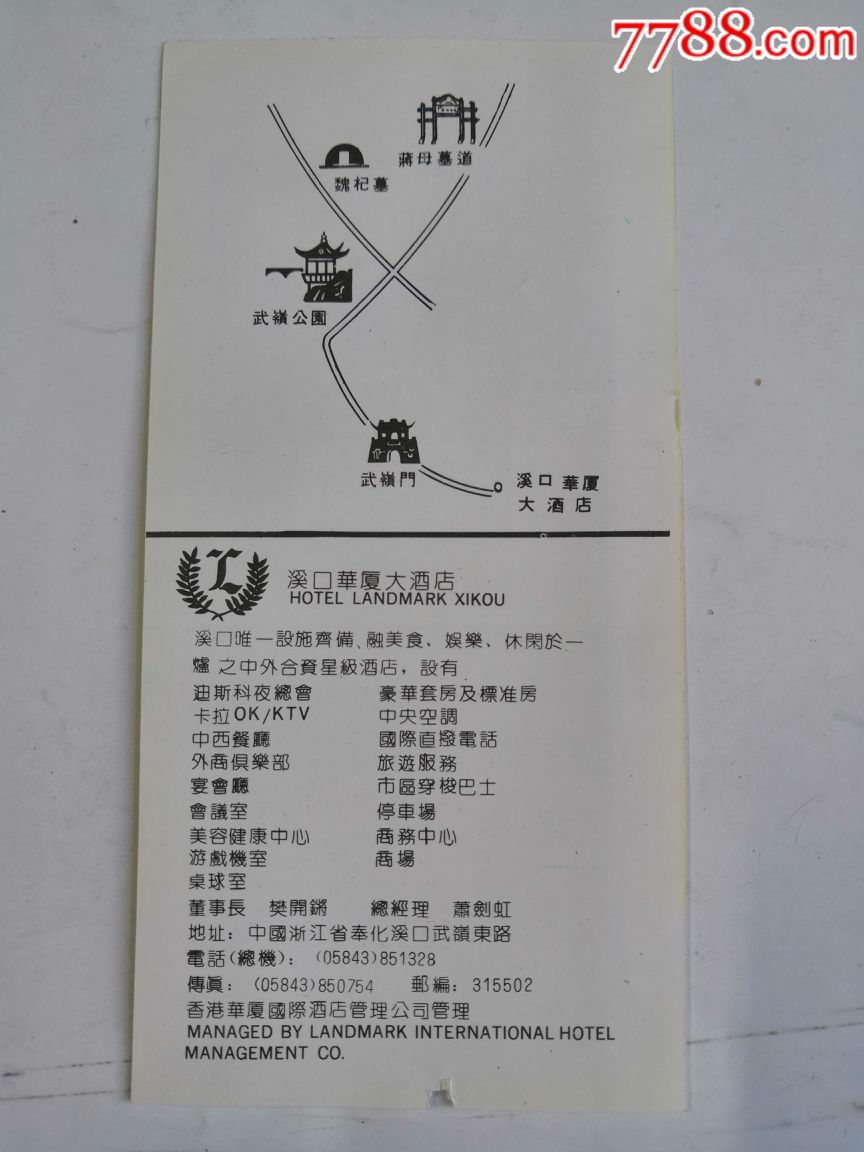 7788.com
蔣母墓道
魏杞墓
武嶺公園
武嶺門
溪口 華厦
大酒店
L
溪口華厦大酒店
HOTEL LANDMARK XIKOU
溪口唯一設施齊備、融美食、娛樂、休閑於一
爐之中外合資星級酒店，設有
迪斯科夜總會 豪華套房及標准房
卡拉OK/KTV 中央空調
中西餐廳 國際直撥電話
外商俱樂部 旅遊服務
宴會廳 市區穿梭巴士
會議室 停車場
美容健康中心 商務中心
游戲機室 商場
桌球室
董事長 樊開鏘 總經理 蕭劍虹
地址：中國浙江省奉化溪口武嶺東路
電話(總機)：(05843)851328
傳眞：(05843)850754 郵編：315502
香港華厦國際酒店管理公司管理
MANAGED BY LANDMARK INTERNATIONAL HOTEL
MANAGEMENT CO.